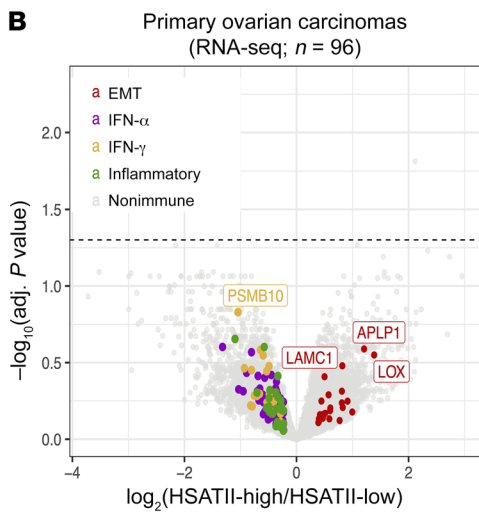 B
Primary ovarian carcinomas
(RNA-seq; n = 96)
a EMT
a IFN-α
a IFN-γ
a Inflammatory
a Nonimmune
2.0
1.5
1.0
0.5
0.0
–log10(adj. P value)
PSMB10
APLP1
LAMC1
LOX
−4
−2
0
2
log2(HSATII-high/HSATII-low)